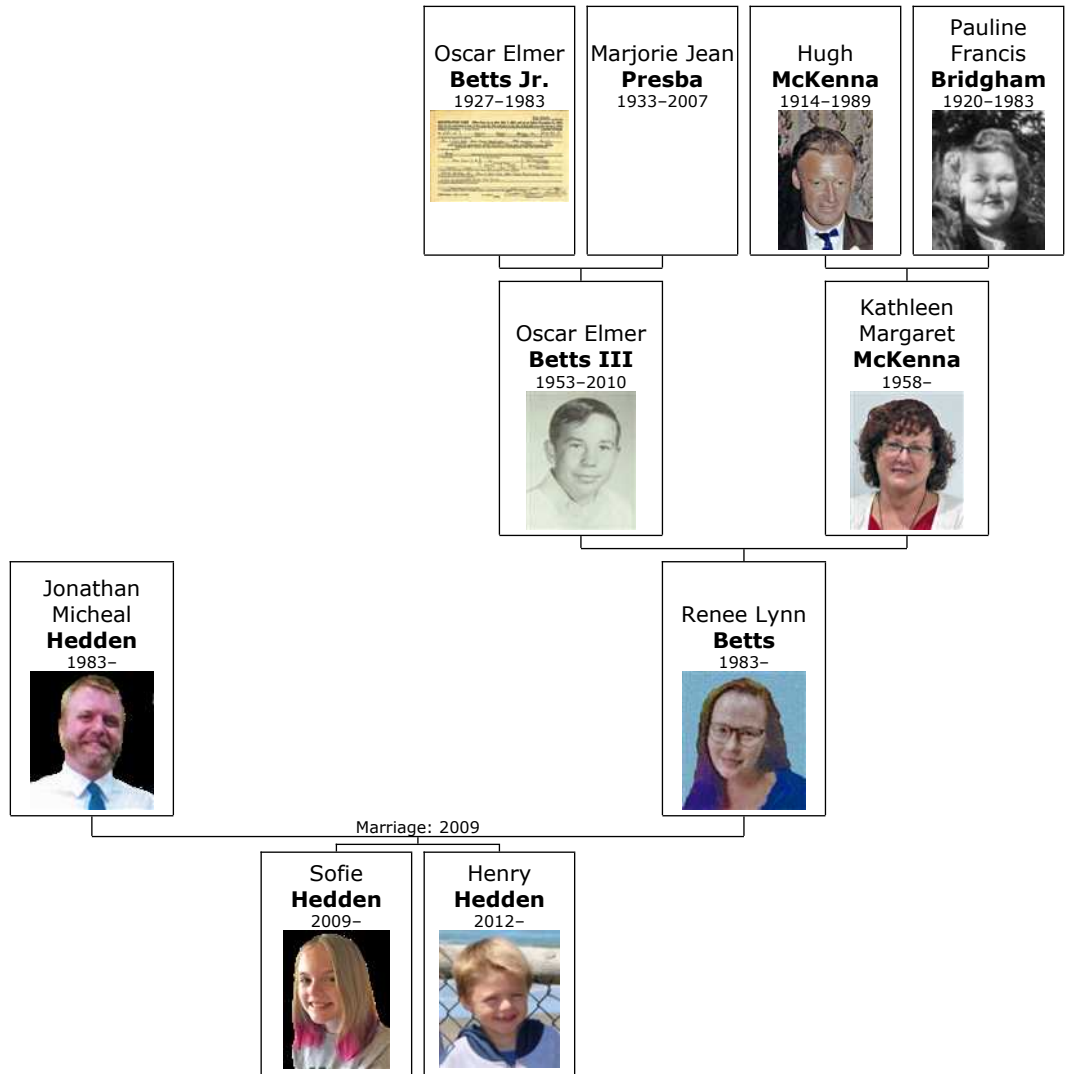 Oscar Elmer
Betts Jr.
1927–1983
Marjorie Jean
Presba
1933–2007
Hugh
McKenna
1914–1989
Pauline
Francis
Bridgham
1920–1983
Oscar Elmer
Betts III
1953–2010
Kathleen
Margaret
McKenna
1958–
Jonathan
Micheal
Hedden
1983–
Renee Lynn
Betts
1983–
Marriage: 2009
Sofie
Hedden
2009–
Henry
Hedden
2012–